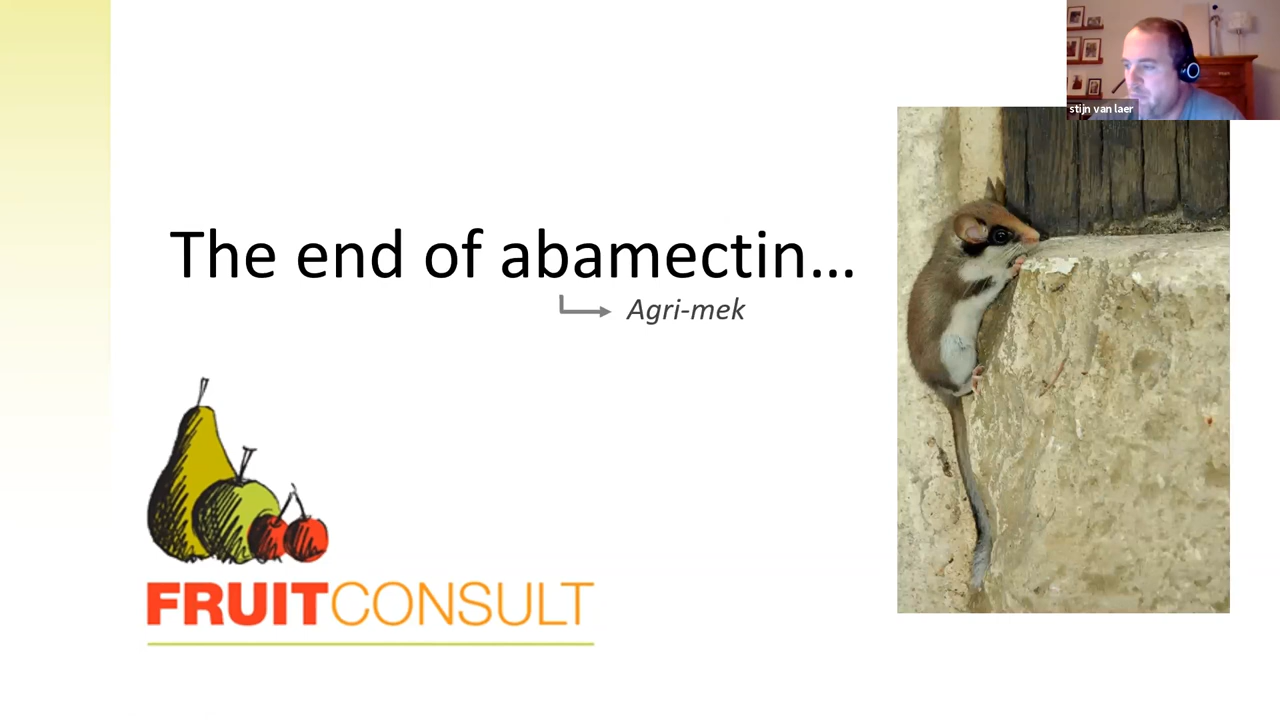 stijn van laer
The end of abamectin...
Agri-mek
FRUITCONSULT